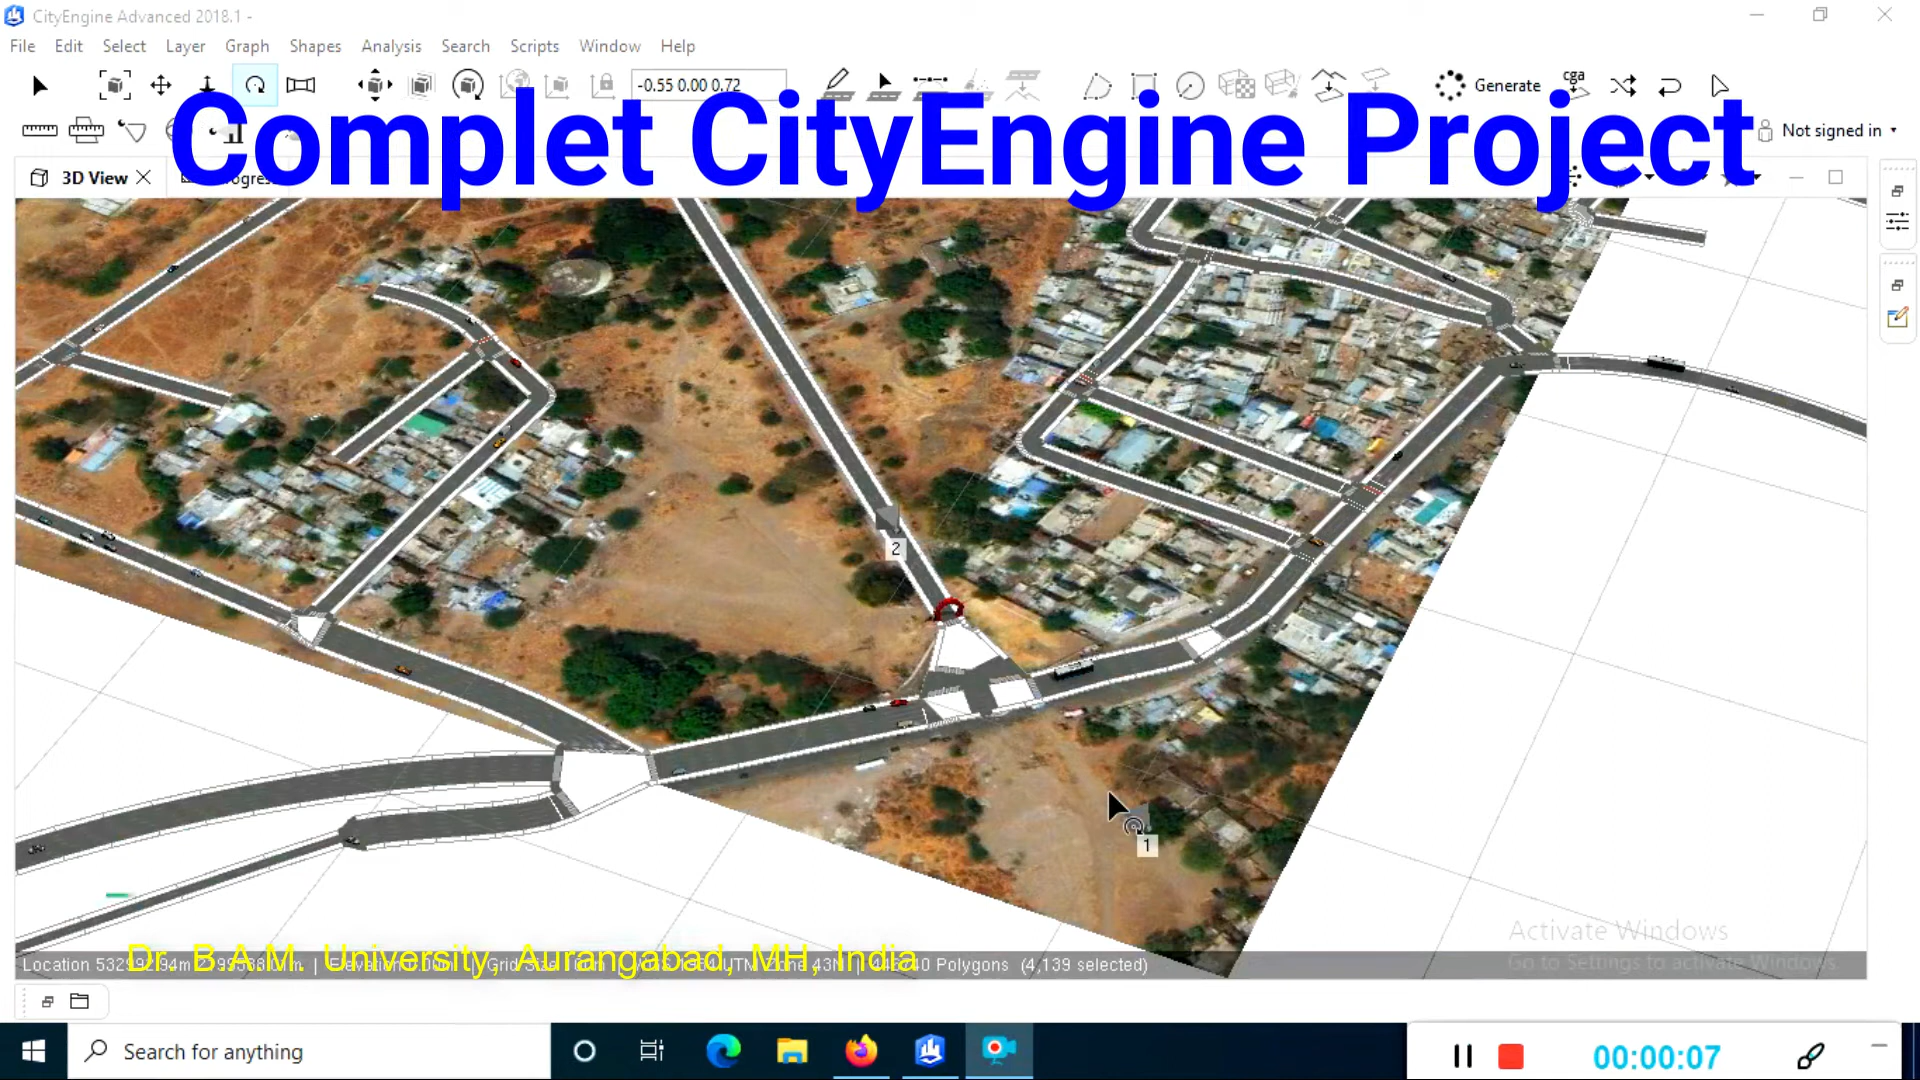 CityEngine Advanced 2018.1 -
File Edit Select Layer Graph Shapes Analysis Search Scripts Window Help
-0.55 0.00 0.72
Generate
cga
Complet CityEngine Project
Not signed in
3D View
2
1
Activate Windows
Go to Settings to activate Windows.
Dr. B.A.M. University, Aurangabad, MH, India
Location
Polygons (4,139 selected)
Search for anything
00:00:07